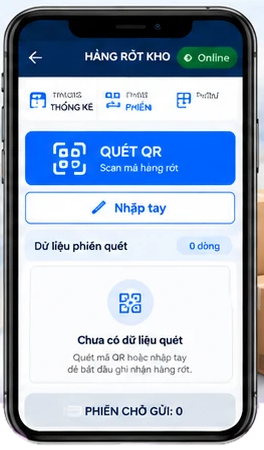 HÀNG RỚT KHO
Online
THỐNG KÊ
PHIÊN
QUÉT QR
Scan mã hàng rớt
Nhập tay
Dữ liệu phiên quét
0 dòng
Chưa có dữ liệu quét
Quét mã QR hoặc nhập tay
để bắt đầu ghi nhận hàng rớt.
PHIÊN CHỜ GỬI: 0